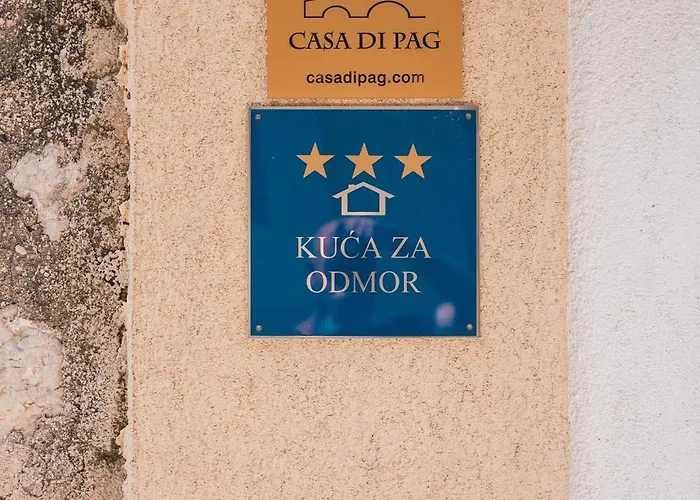 CASA DI PAG
casadipag.com
KUĆA ZA
ODMOR